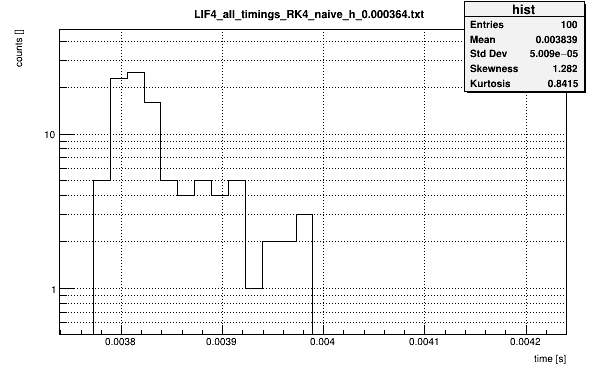 LIF4_all_timings_RK4_naive_h_0.000364.txt
hist
Entries 100
Mean 0.003839
Std Dev 5.009e−05
Skewness 1.282
Kurtosis 0.8415
counts []
10
1
0.0038 0.0039 0.004 0.0041 0.0042
time [s]